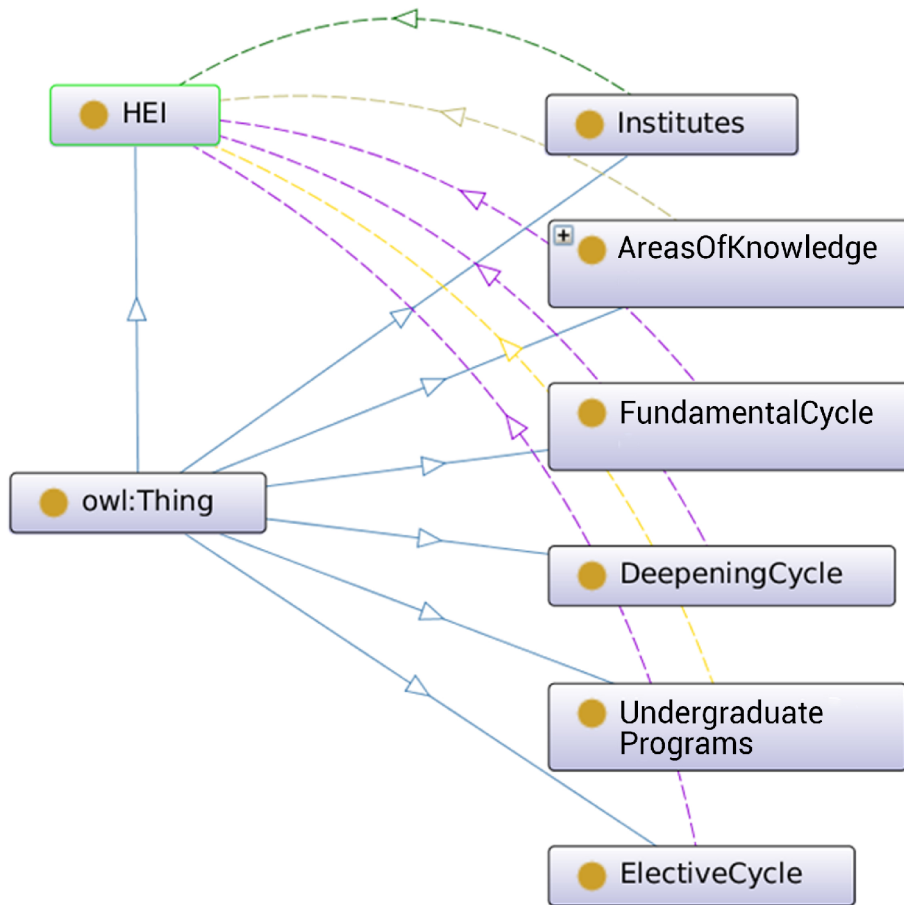 HEI
Institutes
AreasOfKnowledge
FundamentalCycle
owl:Thing
DeepeningCycle
Undergraduate
Programs
ElectiveCycle